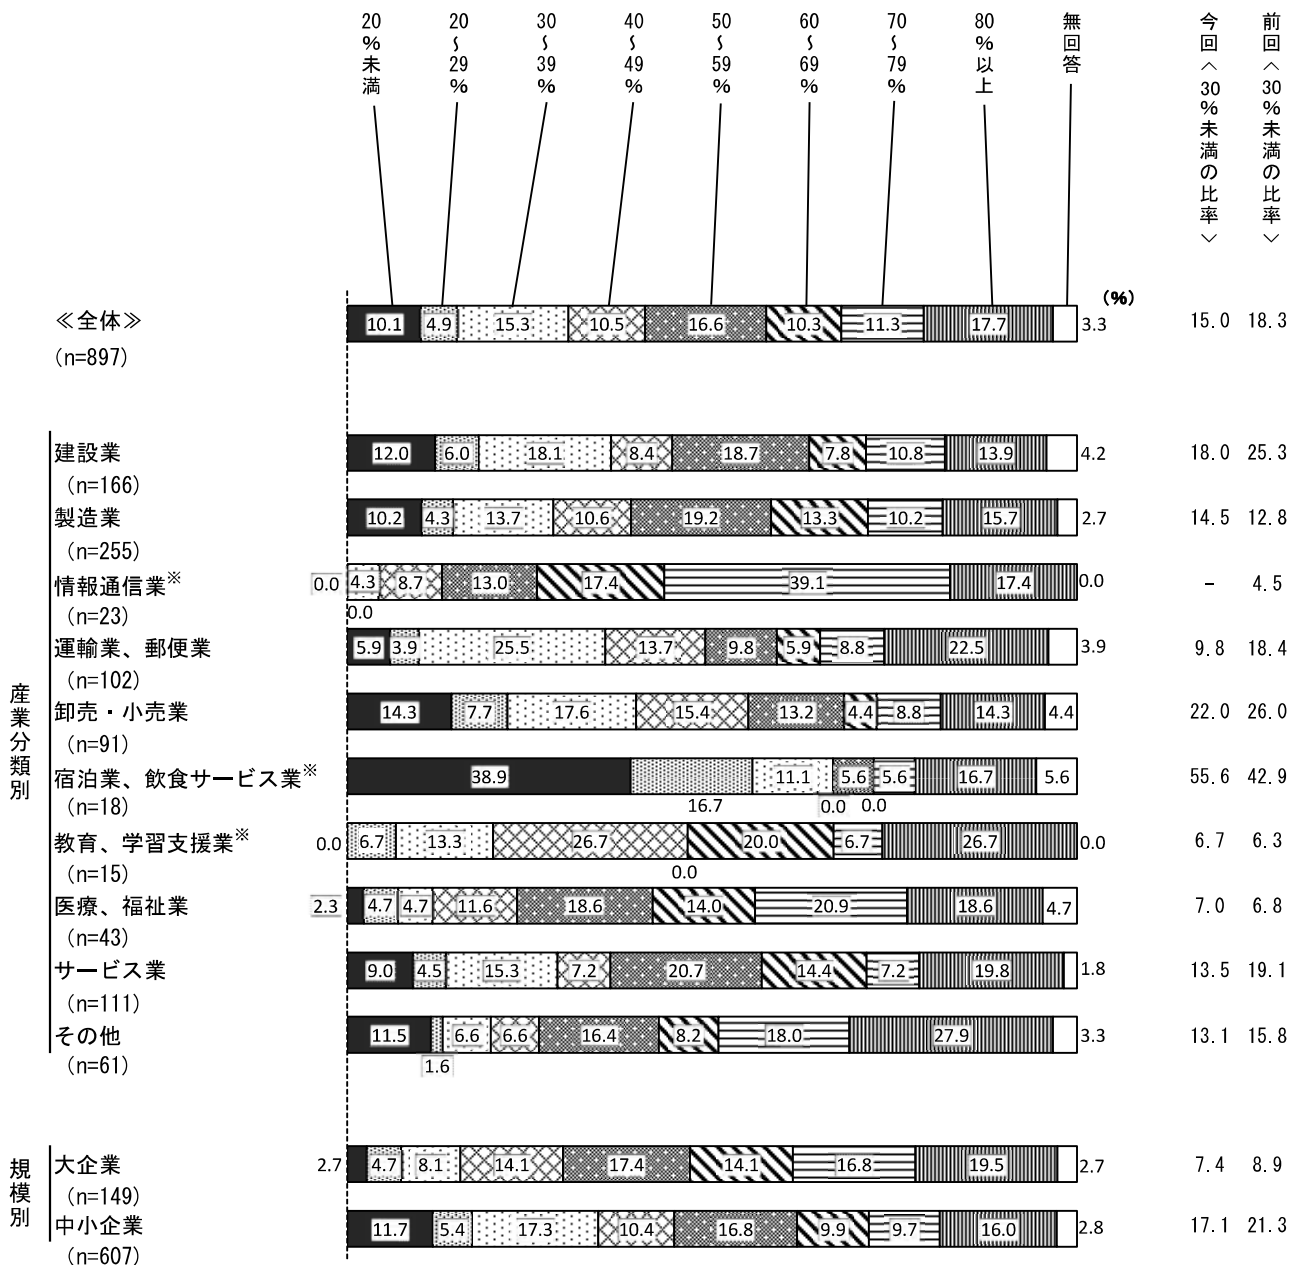 20%未満
20～29%
30～39%
40～49%
50～59%
60～69%
70～79%
80%以上
無回答
今回〈30%未満の比率〉
前回〈30%未満の比率〉
(%)
≪全体≫
10.1 4.9 15.3 10.5 16.6 10.3 11.3 17.7 3.3 15.0 18.3
(n=897)
産業分類別
建設業
12.0 6.0 18.1 8.4 18.7 7.8 10.8 13.9 4.2 18.0 25.3
(n=166)
製造業
10.2 4.3 13.7 10.6 19.2 13.3 10.2 15.7 2.7 14.5 12.8
(n=255)
情報通信業※
0.0 4.3 8.7 13.0 17.4 39.1 17.4 0.0 － 4.5
(n=23)
0.0
運輸業、郵便業
5.9 3.9 25.5 13.7 9.8 5.9 8.8 22.5 3.9 9.8 18.4
(n=102)
卸売・小売業
14.3 7.7 17.6 15.4 13.2 4.4 8.8 14.3 4.4 22.0 26.0
(n=91)
宿泊業、飲食サービス業※
38.9 11.1 5.6 5.6 16.7 5.6 55.6 42.9
(n=18)
16.7 0.0 0.0
教育、学習支援業※
0.0 6.7 13.3 26.7 20.0 6.7 26.7 0.0 6.7 6.3
(n=15)
0.0
医療、福祉業
2.3 4.7 4.7 11.6 18.6 14.0 20.9 18.6 4.7 7.0 6.8
(n=43)
サービス業
9.0 4.5 15.3 7.2 20.7 14.4 7.2 19.8 1.8 13.5 19.1
(n=111)
その他
11.5 6.6 6.6 16.4 8.2 18.0 27.9 3.3 13.1 15.8
(n=61)
1.6
規模別
大企業
2.7 4.7 8.1 14.1 17.4 14.1 16.8 19.5 2.7 7.4 8.9
(n=149)
中小企業
11.7 5.4 17.3 10.4 16.8 9.9 9.7 16.0 2.8 17.1 21.3
(n=607)